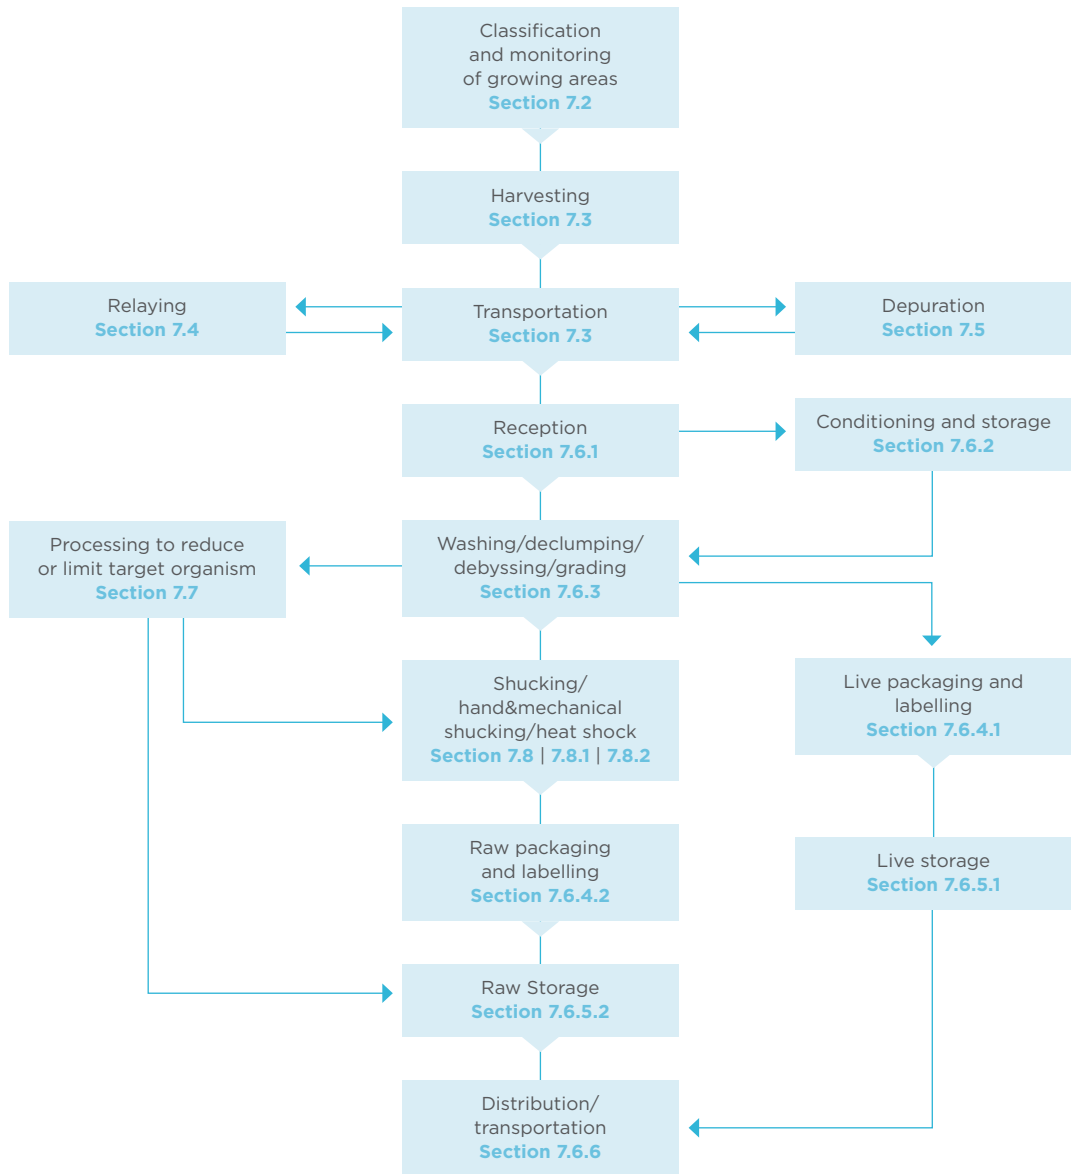 Classification
and monitoring
of growing areas
Section 7.2
Harvesting
Section 7.3
Relaying
Section 7.4
Transportation
Section 7.3
Depuration
Section 7.5
Reception
Section 7.6.1
Conditioning and storage
Section 7.6.2
Processing to reduce
or limit target organism
Section 7.7
Washing/declumping/
debyssing/grading
Section 7.6.3
Shucking/
hand&mechanical
shucking/heat shock
Section 7.8 | 7.8.1 | 7.8.2
Live packaging and
labelling
Section 7.6.4.1
Raw packaging
and labelling
Section 7.6.4.2
Live storage
Section 7.6.5.1
Raw Storage
Section 7.6.5.2
Distribution/
transportation
Section 7.6.6